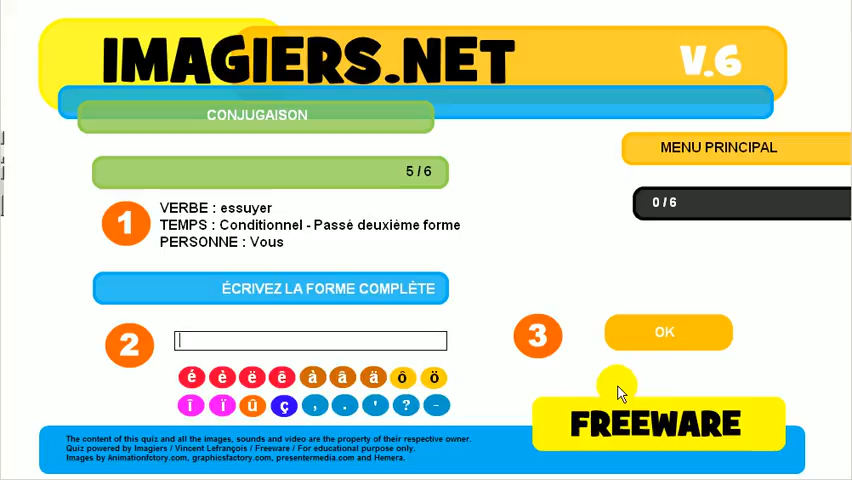 IMAGIERS.NET
V.6
CONJUGAISON
MENU PRINCIPAL
5 / 6
0 / 6
1
VERBE : essuyer
TEMPS : Conditionnel - Passé deuxième forme
PERSONNE : Vous
ÉCRIVEZ LA FORME COMPLÈTE
2
3
OK
é è ë ê à â ä ô ö
î ï û ç , . ' ? -
FREEWARE
The content of this quiz and all the images, sounds and video are the property of their respective owner.
Quiz powered by Imagiers / Vincent Lefrançois / Freeware / For educational purpose only.
Images by Animationfctory.com, graphicsfactory.com, presentermedia.com and Hemera.